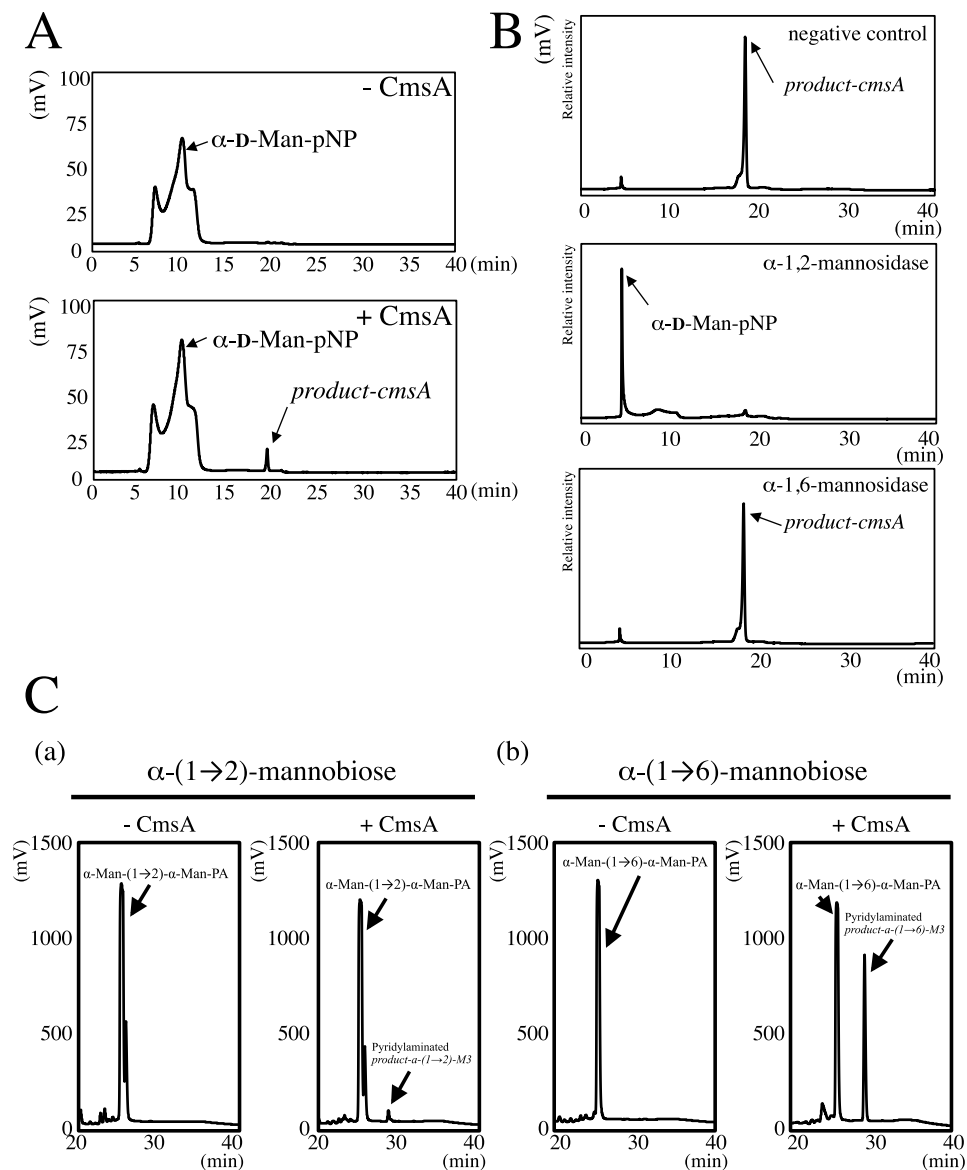 A
(mV)
100
- CmsA
75
α-D-Man-pNP
50
25
0
0 5 10 15 20 25 30 35 40 (min)
(mV)
100
+ CmsA
α-D-Man-pNP
75
product-cmsA
50
25
0
0 5 10 15 20 25 30 35 40 (min)
B
(mV)
Relative intensity
negative control
product-cmsA
0 10 20 30 40
(min)
Relative intensity
α-1,2-mannosidase
α-D-Man-pNP
0 10 20 30 40
(min)
Relative intensity
α-1,6-mannosidase
product-cmsA
0 10 20 30 40
(min)
C
(a)
α-(1→2)-mannobiose
- CmsA
(mV)
1500
α-Man-(1→2)-α-Man-PA
1000
500
0
20 30 40
(min)
+ CmsA
(mV)
1500
α-Man-(1→2)-α-Man-PA
1000
500
Pyridylaminated
product-a-(1→2)-M3
0
20 30 40
(min)
(b)
α-(1→6)-mannobiose
- CmsA
(mV)
1500
α-Man-(1→6)-α-Man-PA
1000
500
0
20 30 40
(min)
+ CmsA
(mV)
1500
α-Man-(1→6)-α-Man-PA
Pyridylaminated
product-a-(1→6)-M3
1000
500
0
20 30 40
(min)